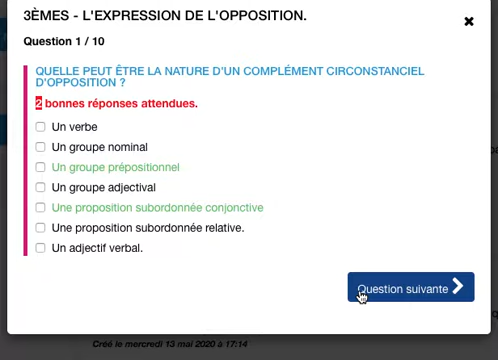 3ÈMES - L'EXPRESSION DE L'OPPOSITION.
Question 1 / 10
QUELLE PEUT ÊTRE LA NATURE D'UN COMPLÉMENT CIRCONSTANCIEL
D'OPPOSITION ?
2 bonnes réponses attendues.
Un verbe
Un groupe nominal
Un groupe prépositionnel
Un groupe adjectival
Une proposition subordonnée conjonctive
Une proposition subordonnée relative.
Un adjectif verbal.
Question suivante
Créé le mercredi 13 mai 2020 à 17:14